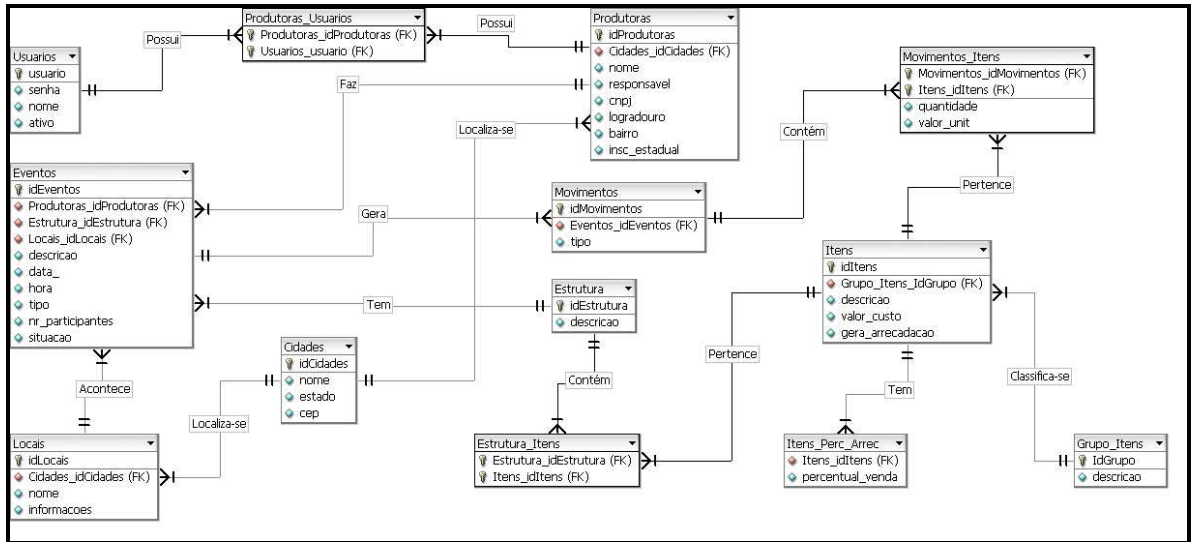 Produtoras_Usuarios
Produtoras_idProdutoras (FK)
Usuarios_usuario (FK)
Possui
Possui
Produtoras
idProdutoras
Cidades_idCidades (FK)
nome
responsavel
cnpj
logradouro
bairro
insc_estadual
Usuarios
usuario
senha
nome
ativo
Faz
Localiza-se
Movimentos_Itens
Movimentos_idMovimentos (FK)
Itens_idItens (FK)
quantidade
valor_unit
Contém
Pertence
Eventos
idEventos
Produtoras_idProdutoras (FK)
Estrutura_idEstrutura (FK)
Locais_idLocais (FK)
descricao
data_
hora
tipo
nr_participantes
situacao
Gera
Movimentos
idMovimentos
Eventos_idEventos (FK)
tipo
Itens
idItens
Grupo_Itens_IdGrupo (FK)
descricao
valor_custo
gera_arrecadacao
Tem
Estrutura
idEstrutura
descricao
Cidades
idCidades
nome
estado
cep
Acontece
Localiza-se
Contém
Pertence
Tem
Classifica-se
Locais
idLocais
Cidades_idCidades (FK)
nome
informacoes
Estrutura_Itens
Estrutura_idEstrutura (FK)
Itens_idItens (FK)
Itens_Perc_Arrec
Itens_idItens (FK)
percentual_venda
Grupo_Itens
IdGrupo
descricao